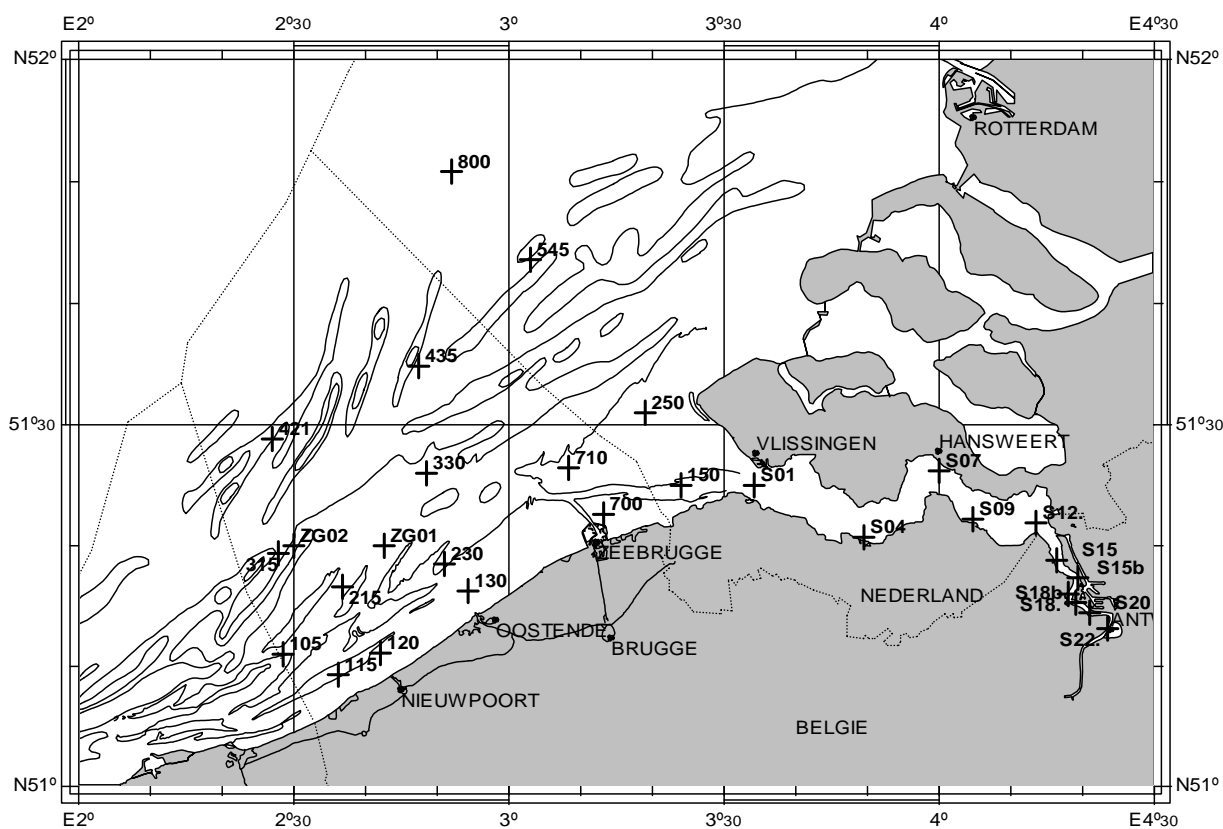 E2º 2º30 3º 3º30 4º E4º30
N52º N52º
ROTTERDAM
800
545
435
421
250
51º30 51º30
VLISSINGEN HANSWEERT
330 710 S07
150 S01
700 S09 S12.
S04
ZG02 ZG01 ZEEBRUGGE
315 230 S15
S15b
215 130 NEDERLAND S18b
S18. S20
OOSTENDE ANTW
105 120 BRUGGE S22.
115
NIEUWPOORT
BELGIE
N51º N51º
E2º 2º30 3º 3º30 4º E4º30